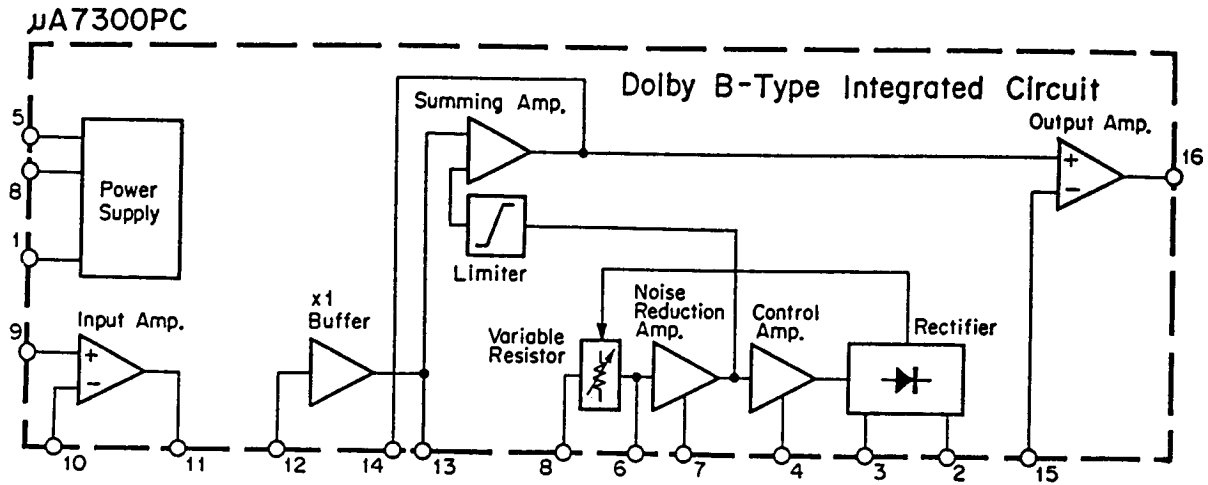 µA7300PC
Dolby B-Type Integrated Circuit
Summing Amp.
Output Amp.
5
8
1
Power
Supply
+
−
16
Limiter
x1
Buffer
Noise
Reduction
Amp.
Control
Amp.
Rectifier
Variable
Resistor
9
Input Amp.
+
−
10
11
12
14
13
8
6
7
4
3
2
15